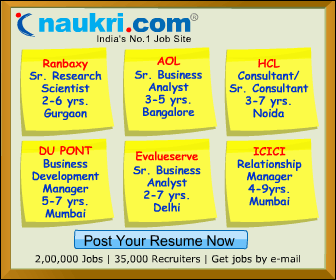 naukri.com®
India's No.1 Job Site
Ranbaxy
Sr. Research
Scientist
2-6 yrs.
Gurgaon
AOL
Sr. Business
Analyst
3-5 yrs.
Bangalore
HCL
Consultant/
Sr. Consultant
3-7 yrs.
Noida
DU PONT
Business
Development
Manager
5-7 yrs.
Mumbai
Evalueserve
Sr. Business
Analyst
2-7 yrs.
Delhi
ICICI
Relationship
Manager
4-9yrs.
Mumbai
Post Your Resume Now
2,00,000 Jobs | 35,000 Recruiters | Get jobs by e-mail